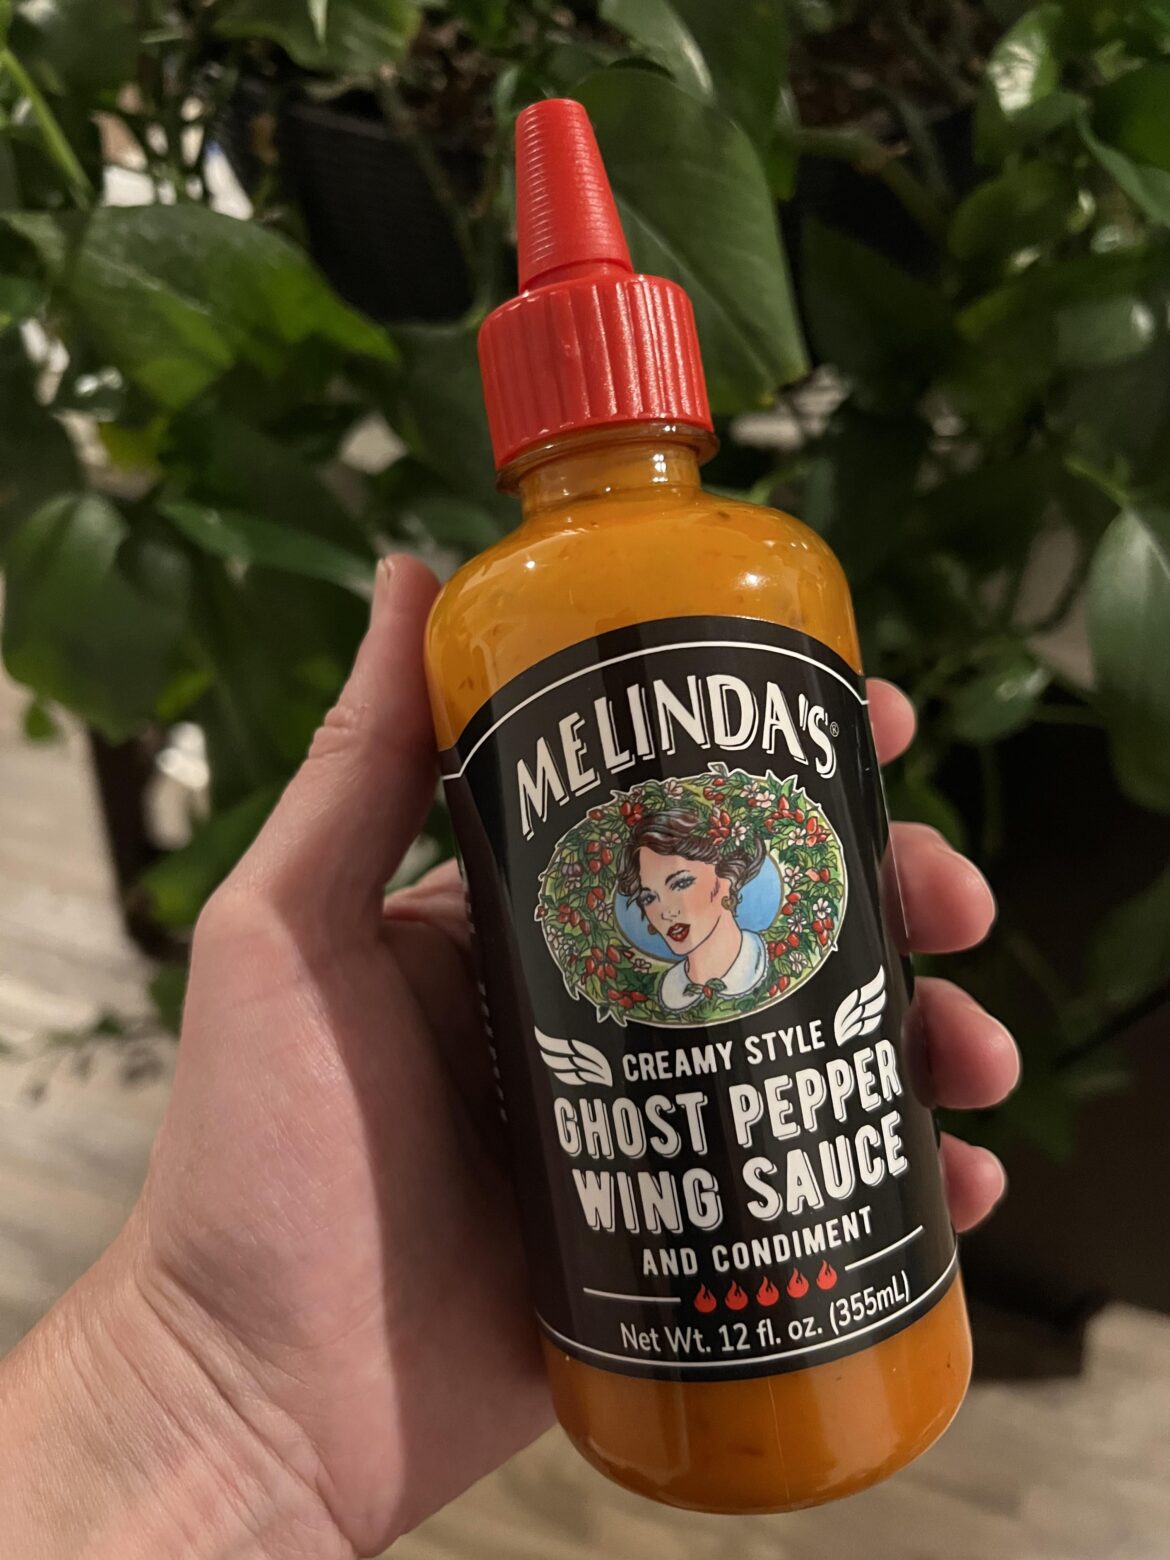 MELINDA'S®
CREAMY STYLE
GHOST PEPPER
WING SAUCE
AND CONDIMENT
Net Wt. 12 fl. oz. (355mL)